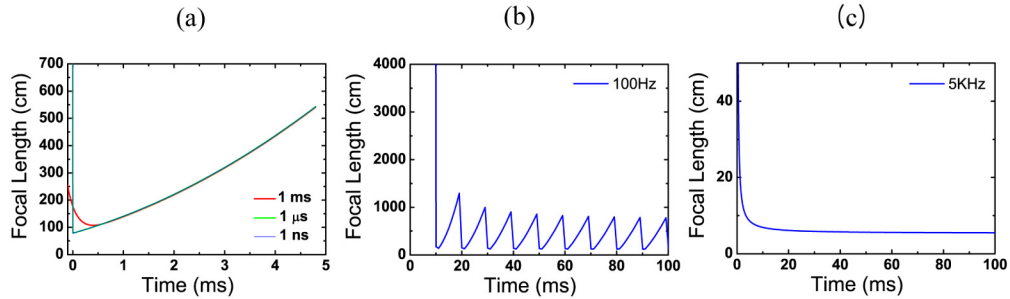 (a)
Focal Length (cm)
700
600
500
400
300
200
100
0
1 ms
1 μs
1 ns
0 1 2 3 4 5
Time (ms)
(b)
Focal Length (cm)
4000
3000
2000
1000
0
100Hz
0 20 40 60 80 100
Time (ms)
(c)
Focal Length (cm)
40
20
0
5KHz
0 20 40 60 80 100
Time (ms)